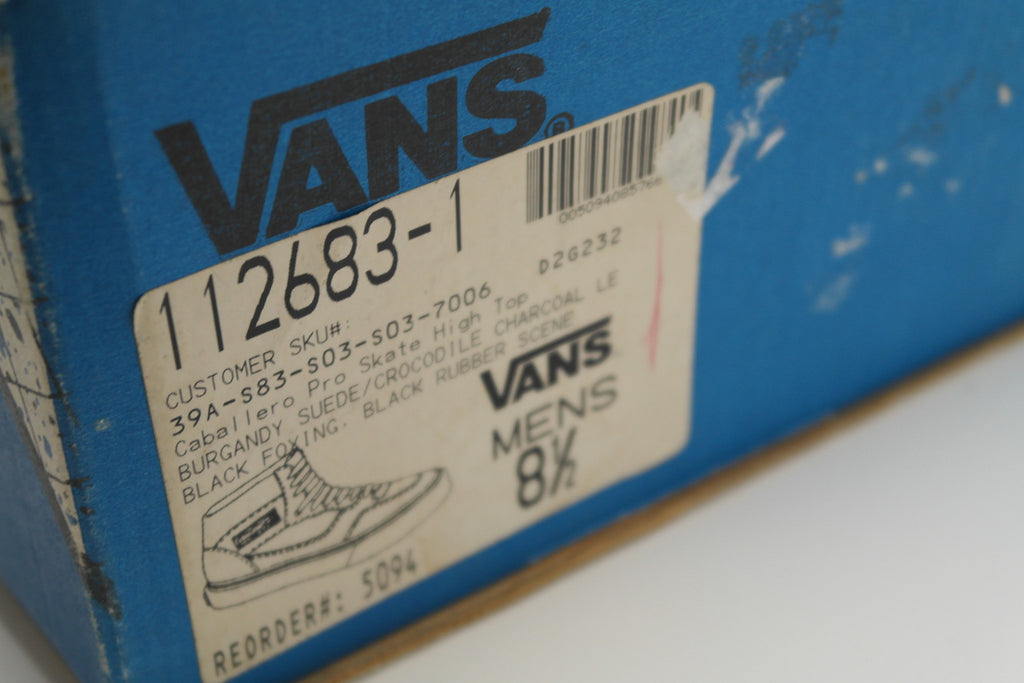 VANS®
112683-1
CUSTOMER SKU#:
39A-S83-S03-S03-7006
D2G232
Caballero Pro Skate High Top
BURGANDY SUEDE/CROCODILE CHARCOAL LE
BLACK FOXING. BLACK RUBBER SCENE
VANS
MENS
8½
REORDER#: 5094